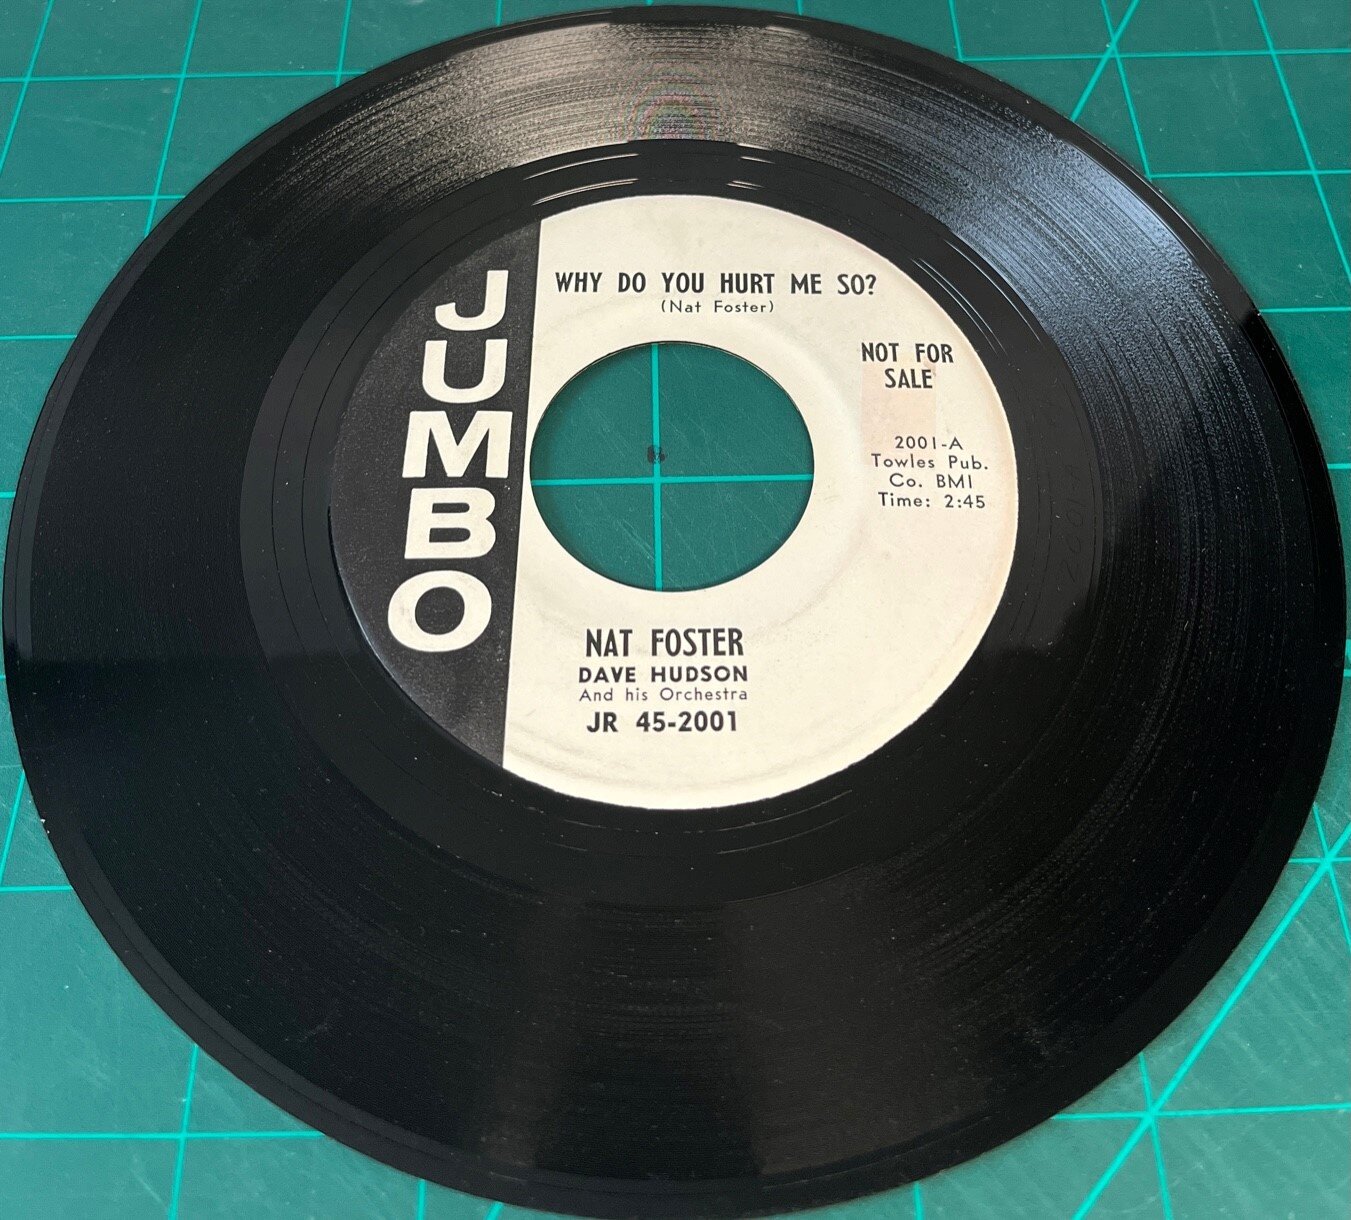 JUMBO
WHY DO YOU HURT ME SO?
(Nat Foster)
NOT FOR
SALE
2001-A
Towles Pub.
Co. BMI
Time: 2:45
NAT FOSTER
DAVE HUDSON
And his Orchestra
JR 45-2001